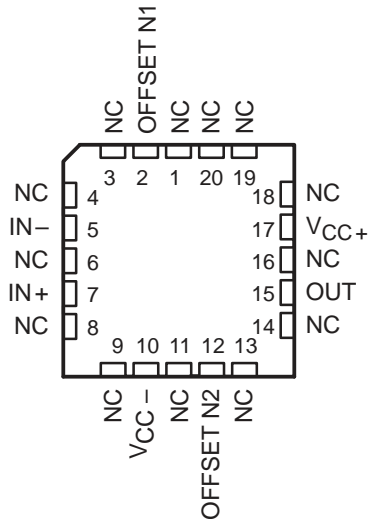 NC
OFFSET N1
NC
NC
NC
3
2
1
20
19
NC 4
18 NC
IN− 5
17 VCC+
NC 6
16 NC
IN+ 7
15 OUT
NC 8
14 NC
9
10
11
12
13
NC
VCC −
NC
OFFSET N2
NC